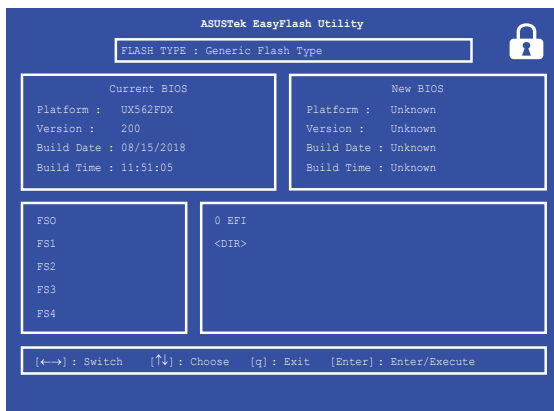 ASUSTek EasyFlash Utility
FLASH TYPE : Generic Flash Type
Current BIOS
Platform : UX562FDX
Version : 200
Build Date : 08/15/2018
Build Time : 11:51:05
New BIOS
Platform : Unknown
Version : Unknown
Build Date : Unknown
Build Time : Unknown
FSO
FS1
FS2
FS3
FS4
0 EFI
<DIR>
[←→] : Switch [↑↓] : Choose [q] : Exit [Enter] : Enter/Execute